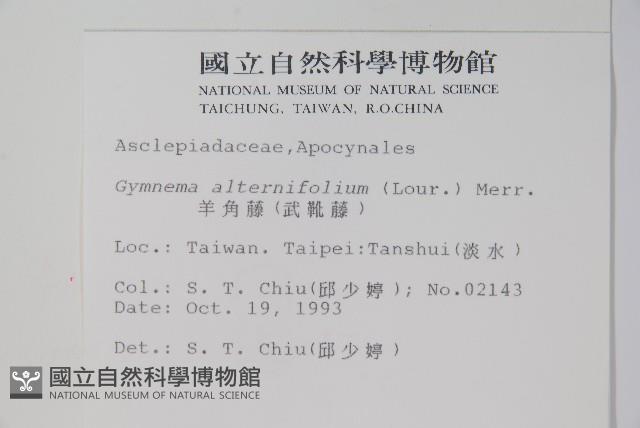 國立自然科學博物館
NATIONAL MUSEUM OF NATURAL SCIENCE
TAICHUNG, TAIWAN, R.O.CHINA
Asclepiadaceae,Apocynales
Gymnema alternifolium (Lour.) Merr.
羊角藤(武靴藤)
Loc.: Taiwan. Taipei:Tanshui(淡水)
Col.: S. T. Chiu(邱少婷); No.02143
Date: Oct. 19, 1993
Det.: S. T. Chiu(邱少婷)
國立自然科學博物館
NATIONAL MUSEUM OF NATURAL SCIENCE